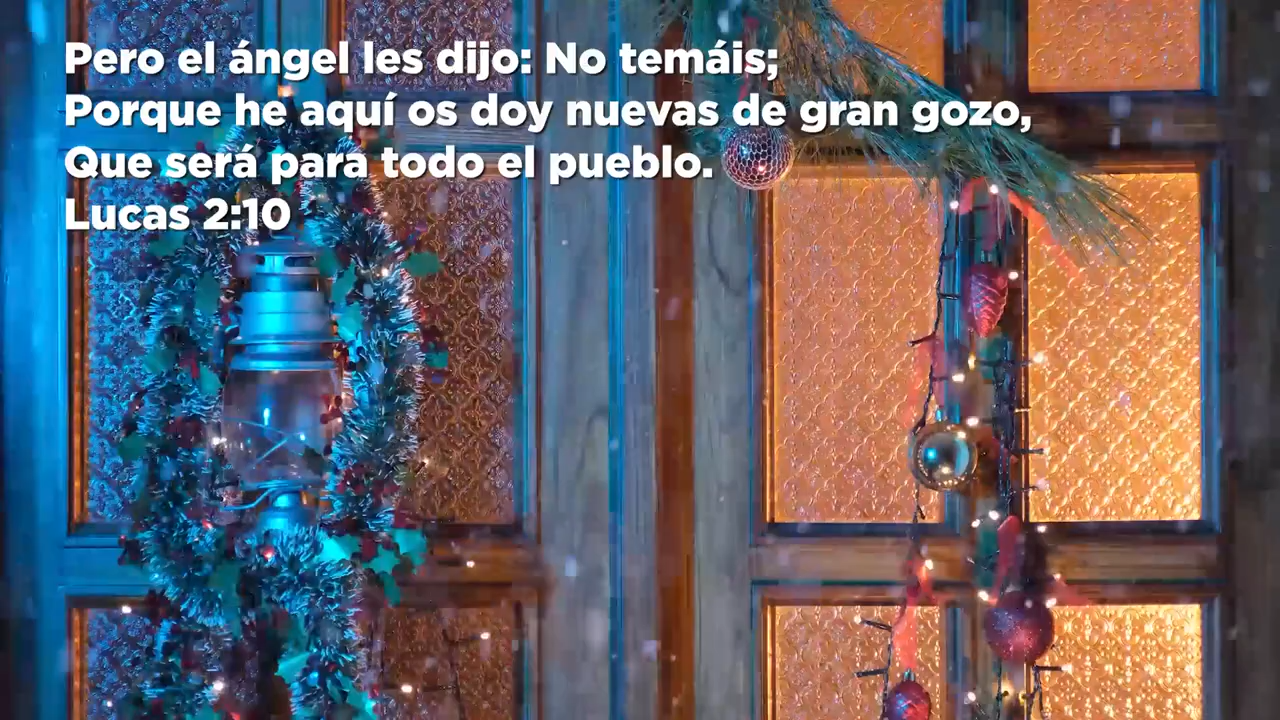 Pero el ángel les dijo: No temáis;
Porque he aquí os doy nuevas de gran gozo,
Que será para todo el pueblo.
Lucas 2:10